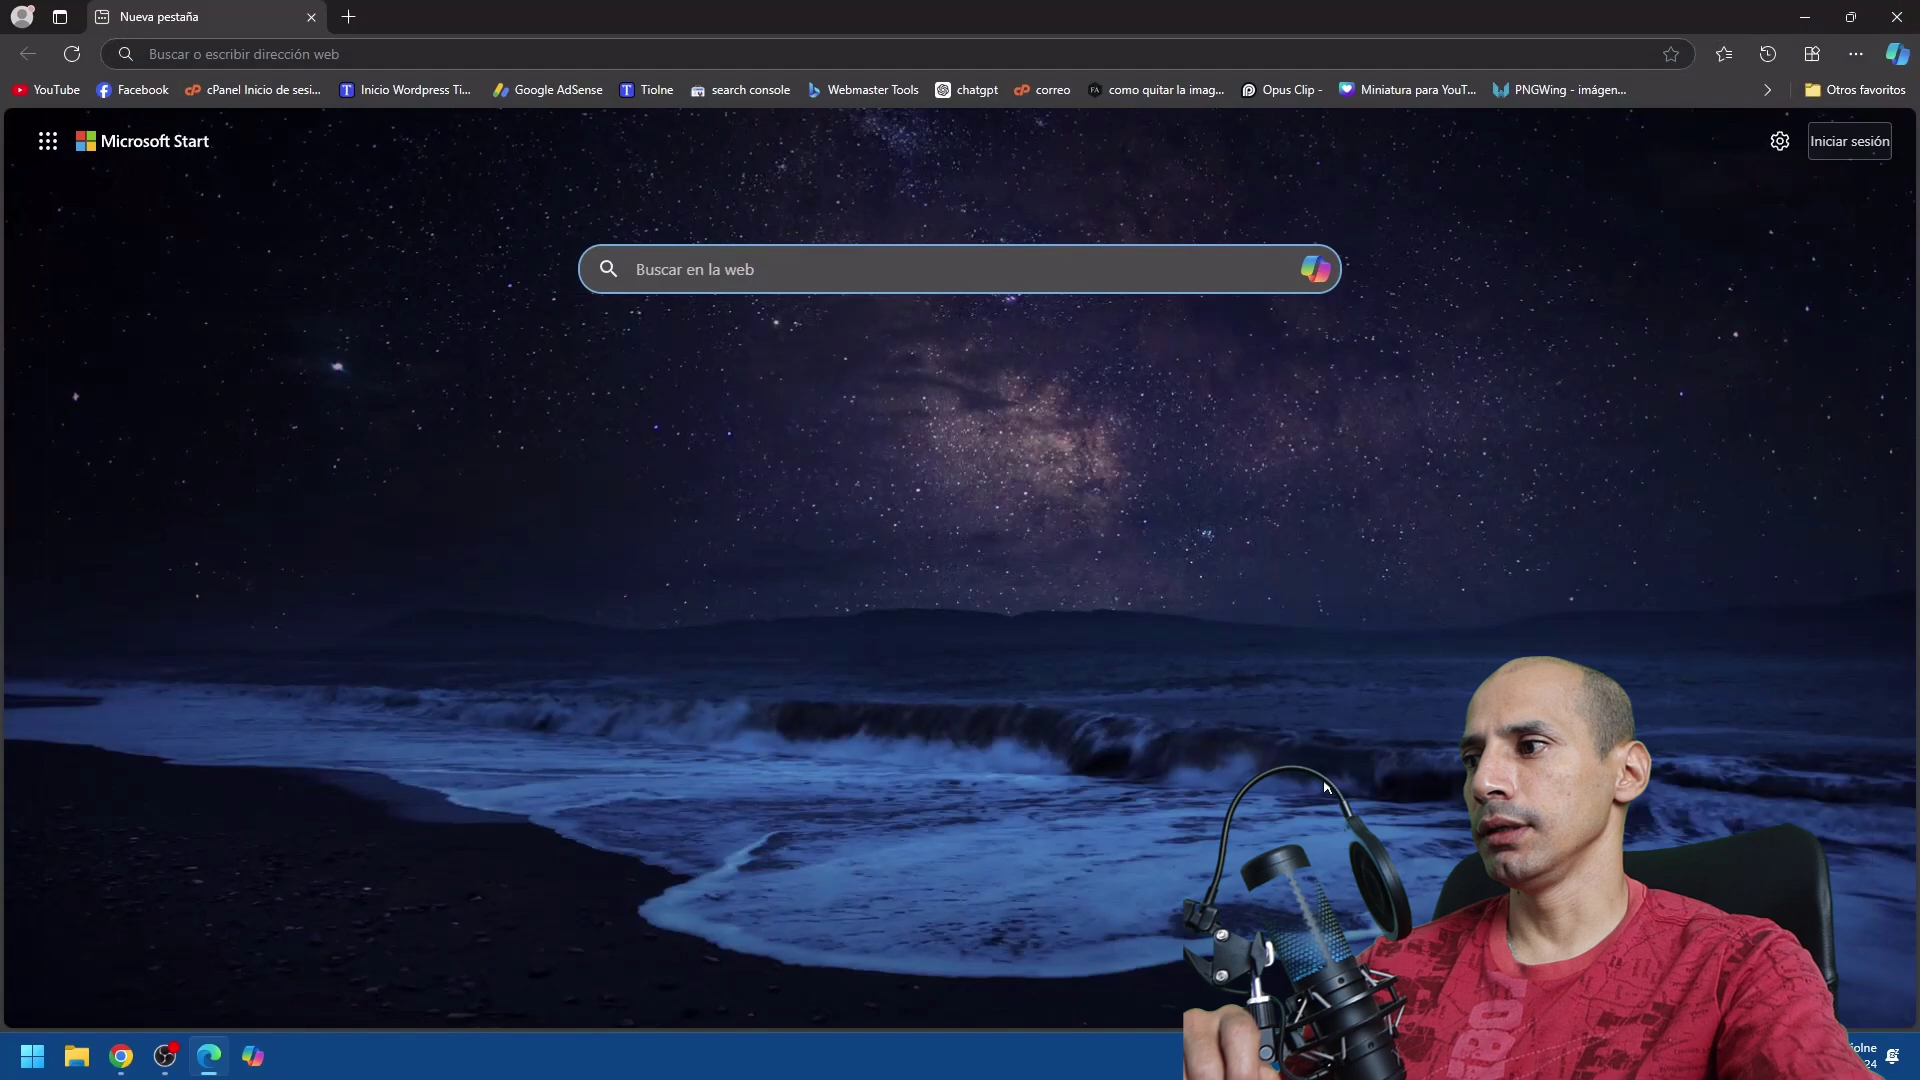 Nueva pestaña
Buscar o escribir dirección web
YouTube
Facebook
cPanel Inicio de sesi...
Inicio Wordpress Ti...
Google AdSense
Tiolne
search console
Webmaster Tools
chatgpt
correo
como quitar la imag...
Opus Clip -
Miniatura para YouT...
PNGWing - imágen...
Otros favoritos
Microsoft Start
Iniciar sesión
Buscar en la web